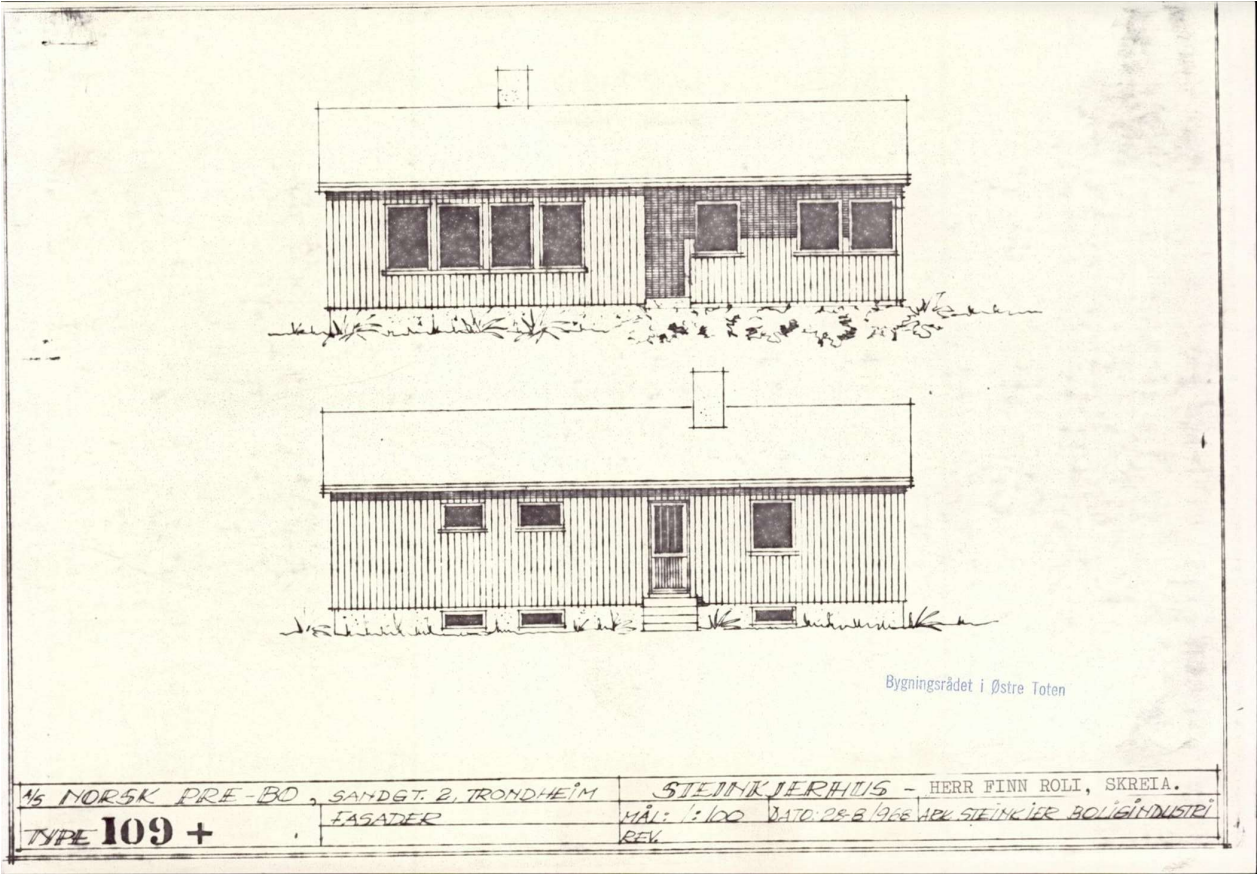 Bygningsrådet i Østre Toten
A/S NORSK PRE-BO, SANDGT. 2, TRONDHEIM
STEINKJERHUS - HERR FINN ROLI, SKREIA.
TYPE 109 +
FASADER
MÅL: 1:100 DATO: 28-8 1966 ARK. STEINKJER BOLIGINDUSTRI
REV.